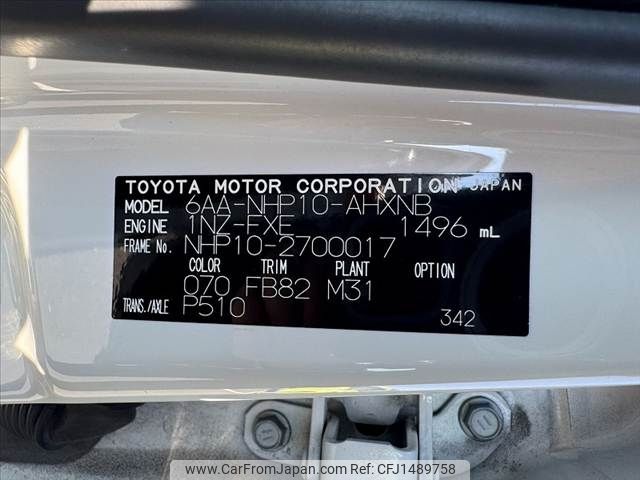 TOYOTA MOTOR CORPORATION JAPAN
MODEL 6AA-NHP10-AHXNB
ENGINE 1NZ-FXE 1496 mL
FRAME No. NHP10-2700017
COLOR TRIM PLANT OPTION
070 FB82 M31
TRANS./AXLE P510
342
www.CarFromJapan.com | Ref No: CFJ1489758